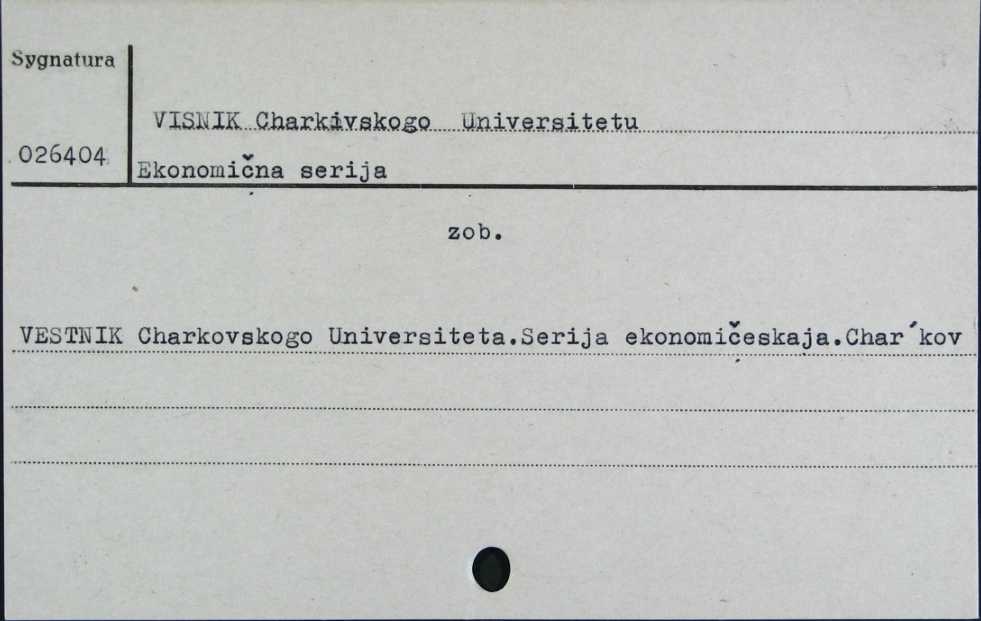 Sygnatura
VISNIK Charkivskogo Universitetu
026404
Ekonomična serija
zob.
VESTNIK Charkovskogo Universiteta.Serija ekonomičeskaja.Char´kov